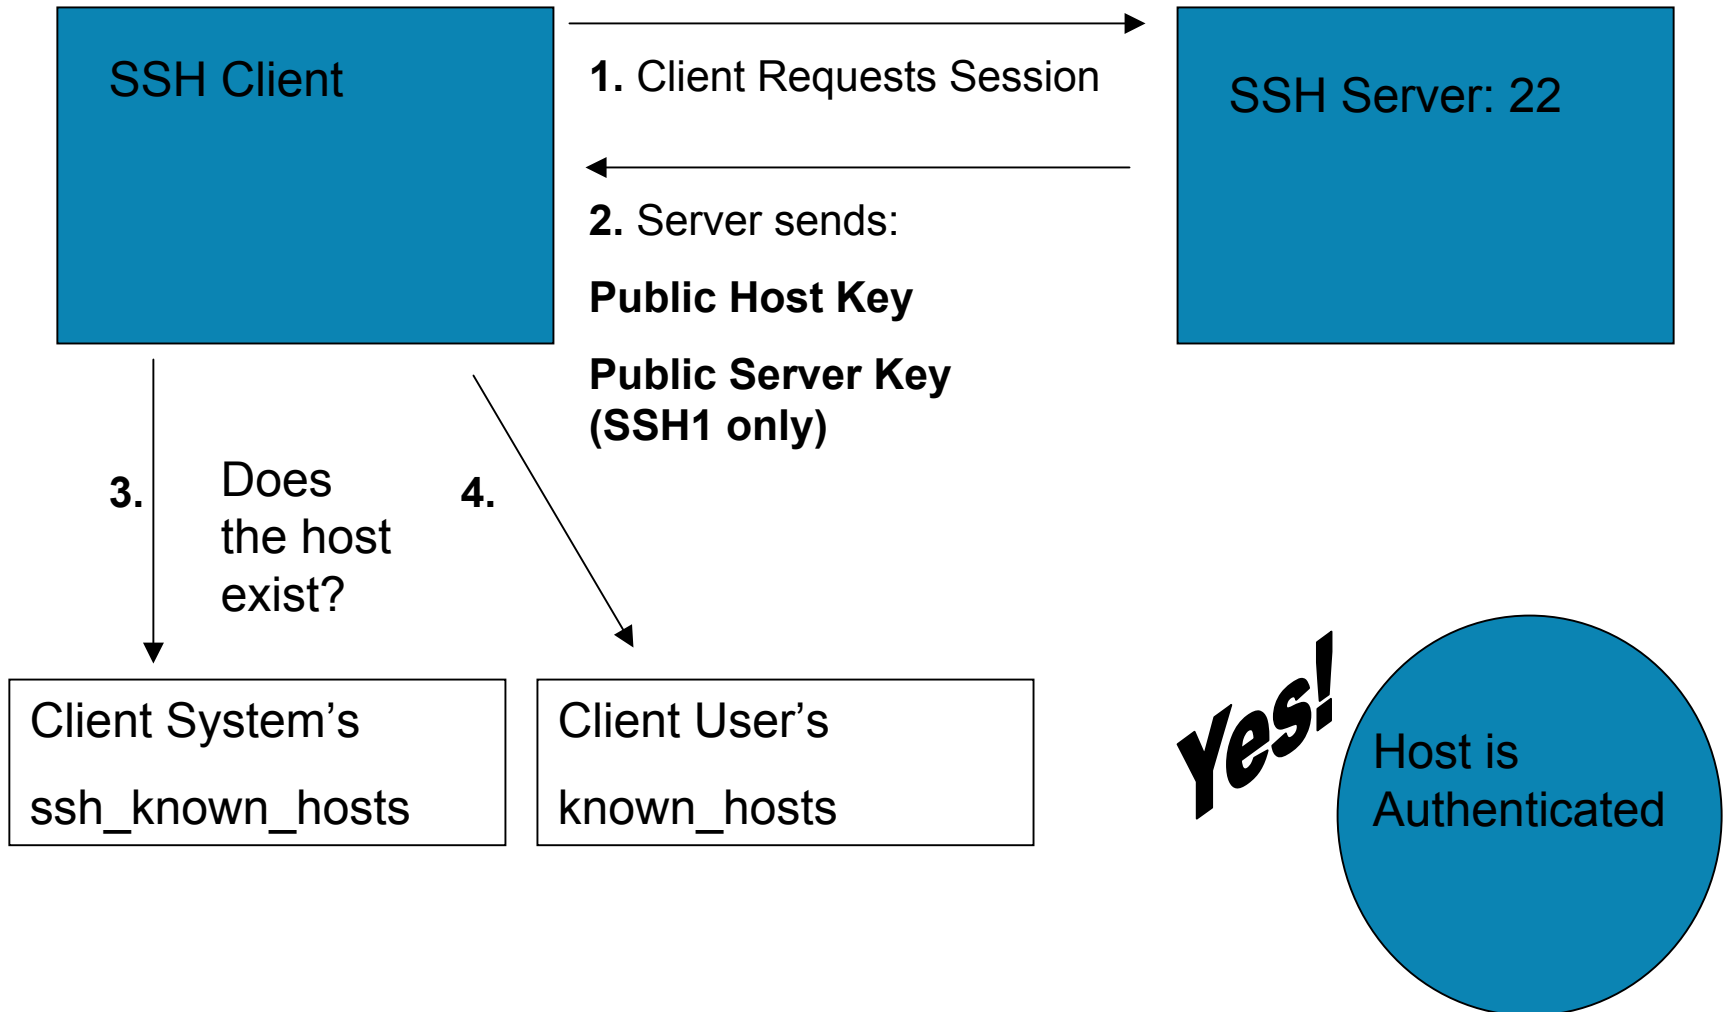 SSH Client
1. Client Requests Session
SSH Server: 22
2. Server sends:
Public Host Key
Public Server Key
(SSH1 only)
3.
Does
the host
exist?
4.
Client System’s
ssh_known_hosts
Client User’s
known_hosts
Yes!
Host is
Authenticated